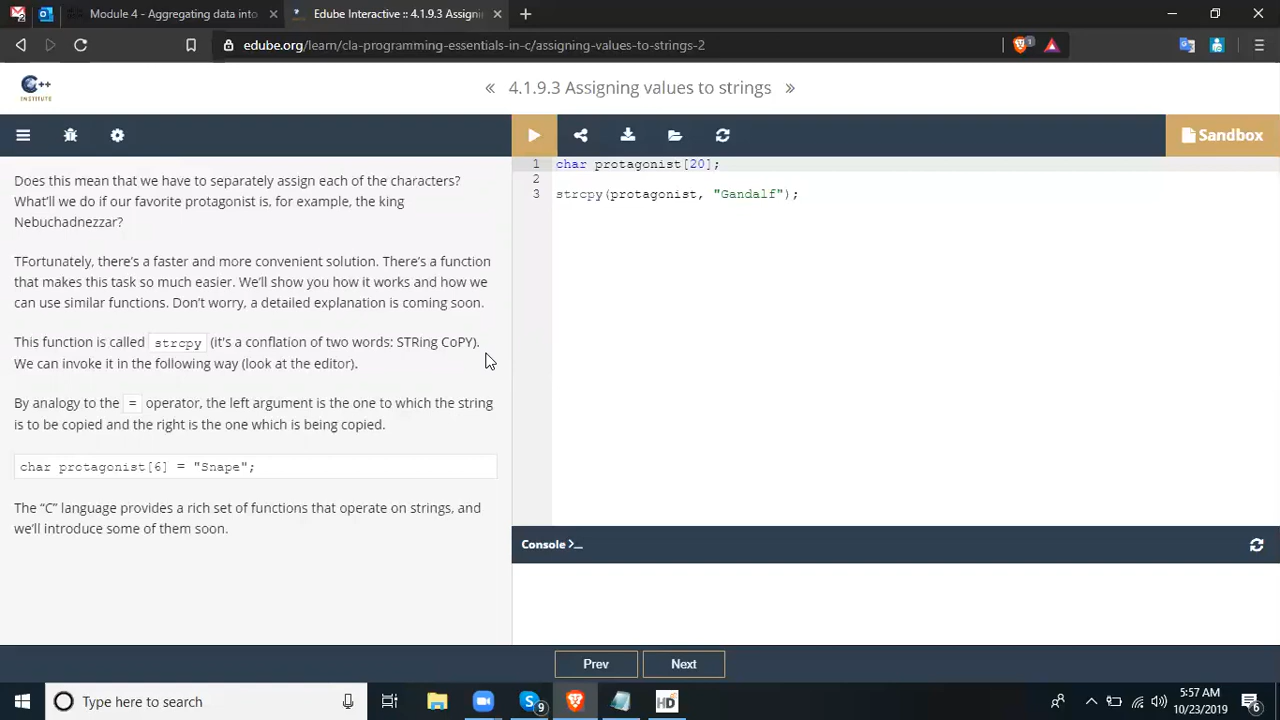 Module 4 - Aggregating data into
Edube Interactive :: 4.1.9.3 Assigni
edube.org/learn/cla-programming-essentials-in-c/assigning-values-to-strings-2
1
C++
INSTITUTE
« 4.1.9.3 Assigning values to strings »
Sandbox
Does this mean that we have to separately assign each of the characters?
What'll we do if our favorite protagonist is, for example, the king
Nebuchadnezzar?
TFortunately, there's a faster and more convenient solution. There's a function
that makes this task so much easier. We'll show you how it works and how we
can use similar functions. Don't worry, a detailed explanation is coming soon.
This function is called strcpy (it's a conflation of two words: STRing CoPY).
We can invoke it in the following way (look at the editor).
By analogy to the = operator, the left argument is the one to which the string
is to be copied and the right is the one which is being copied.
char protagonist[6] = "Snape";
The “C” language provides a rich set of functions that operate on strings, and
we'll introduce some of them soon.
1 char protagonist[20];
2
3 strcpy(protagonist, "Gandalf");
Console >_
Prev
Next
Type here to search
9
HD
5:57 AM
10/23/2019
6